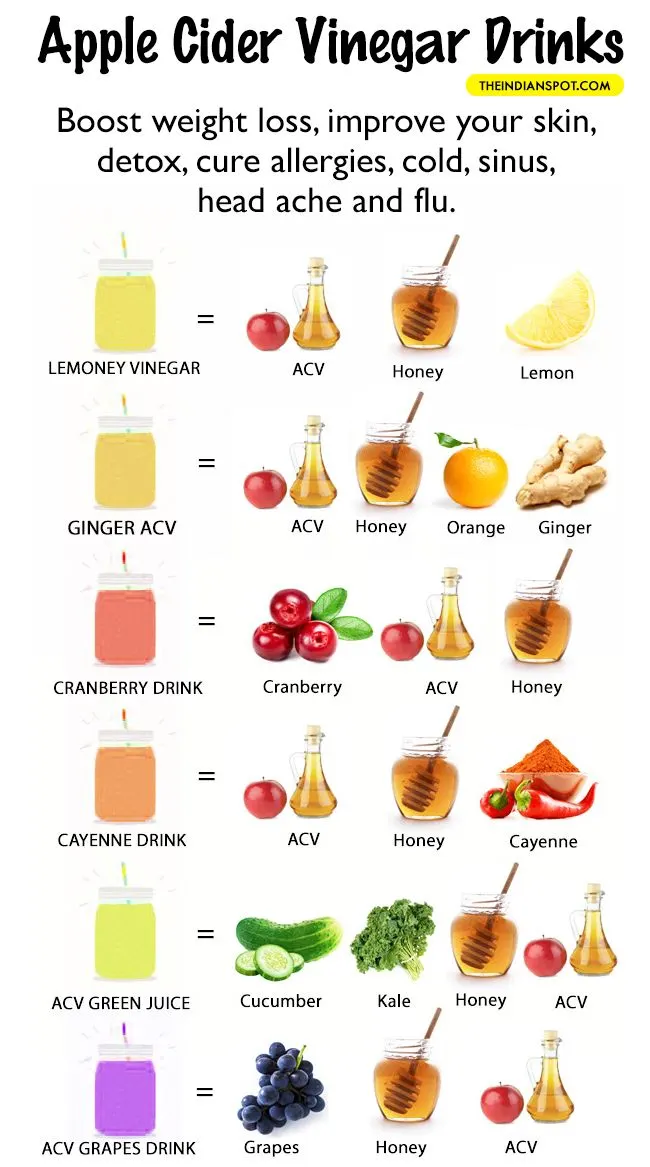 Apple Cider Vinegar Drinks
THEINDIANSPOT.COM
Boost weight loss, improve your skin,
detox, cure allergies, cold, sinus,
head ache and flu.
=
LEMONEY VINEGAR
ACV
Honey
Lemon
=
GINGER ACV
ACV
Honey
Orange
Ginger
=
CRANBERRY DRINK
Cranberry
ACV
Honey
=
CAYENNE DRINK
ACV
Honey
Cayenne
=
ACV GREEN JUICE
Cucumber
Kale
Honey
ACV
=
ACV GRAPES DRINK
Grapes
Honey
ACV